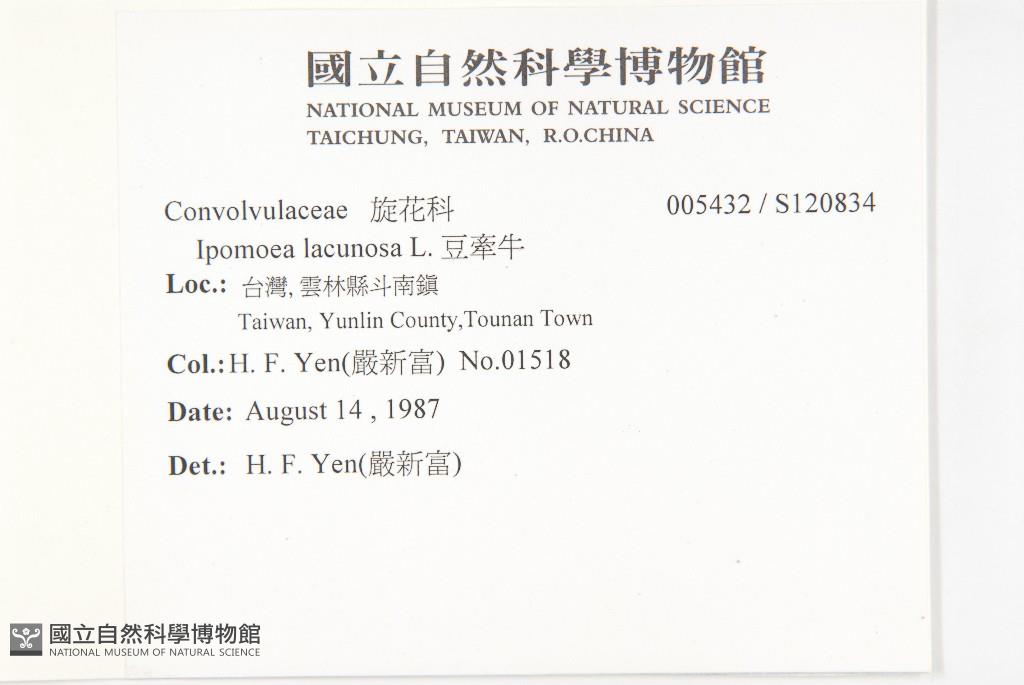 國立自然科學博物館
NATIONAL MUSEUM OF NATURAL SCIENCE
TAICHUNG, TAIWAN, R.O.CHINA
Convolvulaceae 旋花科 005432 / S120834
Ipomoea lacunosa L. 豆牽牛
Loc.: 台灣, 雲林縣斗南鎮
Taiwan, Yunlin County,Tounan Town
Col.: H. F. Yen(嚴新富) No.01518
Date: August 14 , 1987
Det.: H. F. Yen(嚴新富)
國立自然科學博物館
NATIONAL MUSEUM OF NATURAL SCIENCE